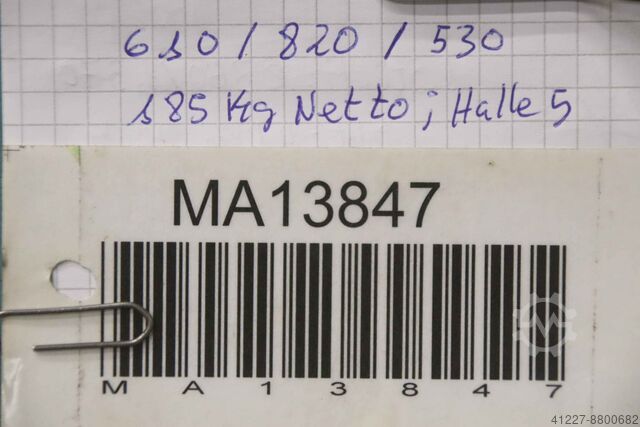 610 / 820 / 530
185 Kg Netto; Halle 5
MA13847
M A 1 3 8 4 7
41227-8800682